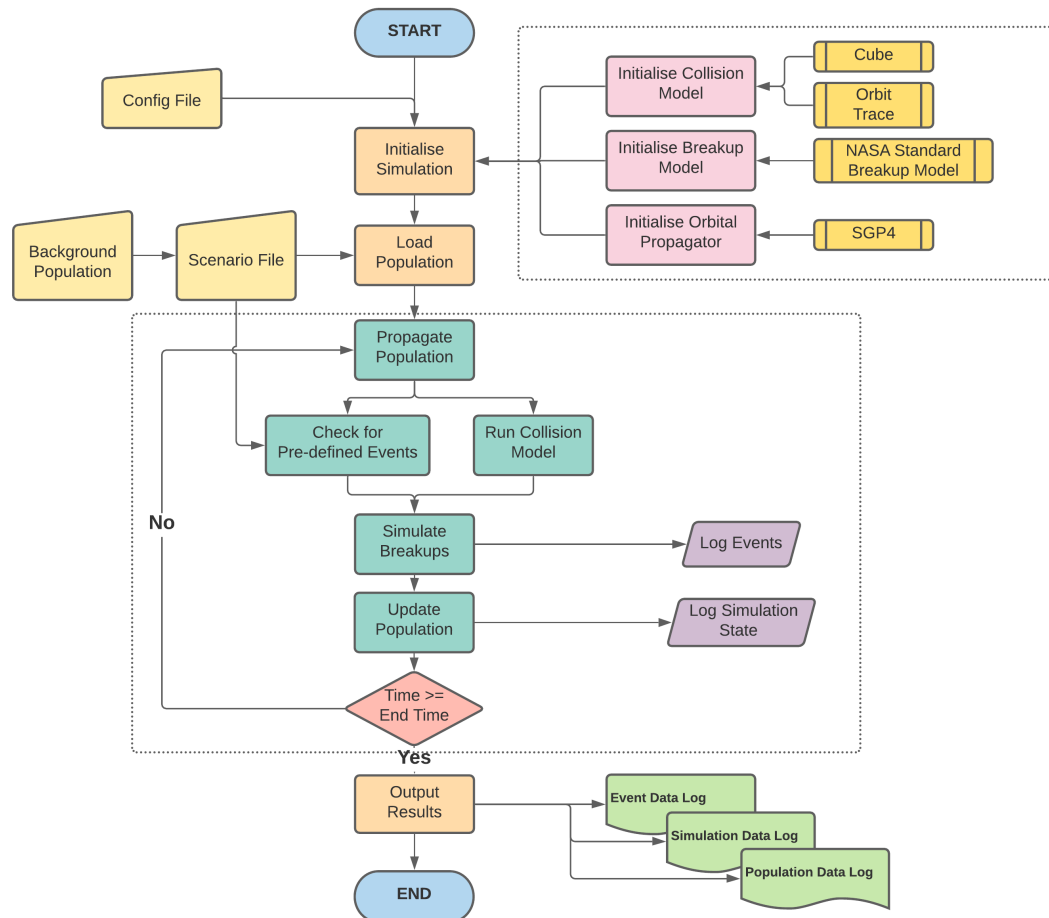 START
Config File
Initialise
Simulation
Initialise Collision
Model
Cube
Orbit
Trace
Initialise Breakup
Model
NASA Standard
Breakup Model
Initialise Orbital
Propagator
SGP4
Background
Population
Scenario File
Load
Population
Propagate
Population
Check for
Pre-defined Events
Run Collision
Model
No
Simulate
Breakups
Log Events
Update
Population
Log Simulation
State
Time >=
End Time
Yes
Output
Results
Event Data Log
Simulation Data Log
Population Data Log
END